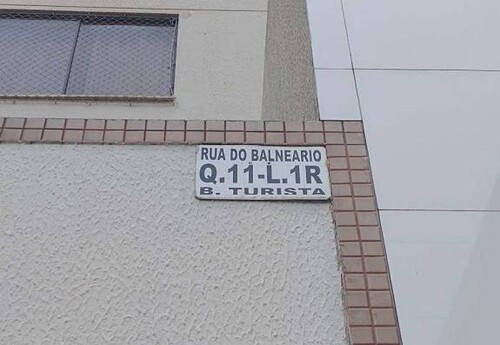 RUA DO BALNEARIO
Q.11-L.1R
B. TURISTA